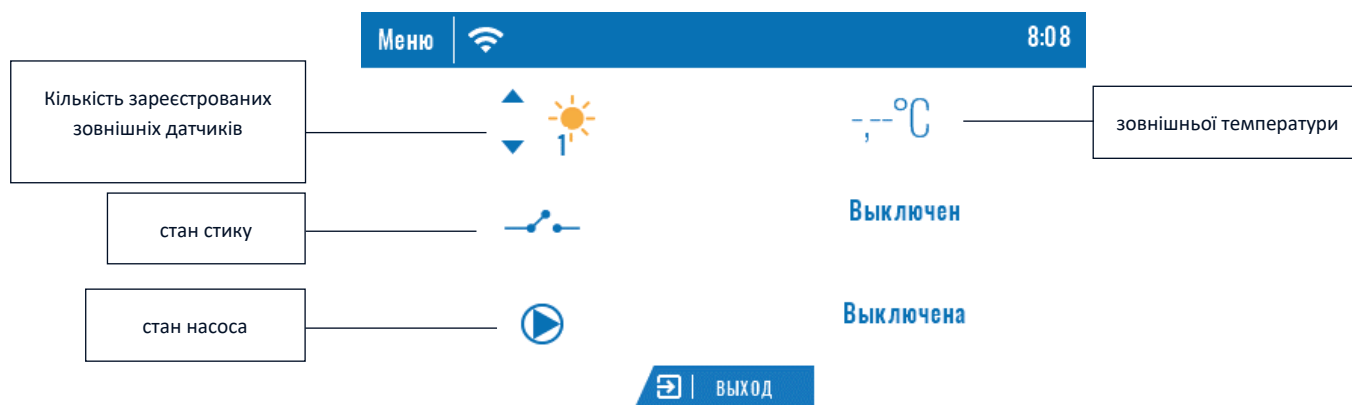 Меню
8:08
Кількість зареєстрованих
зовнішніх датчиків
1
-,--°C
зовнішньої температури
стан стику
Выключен
стан насоса
Выключена
выход